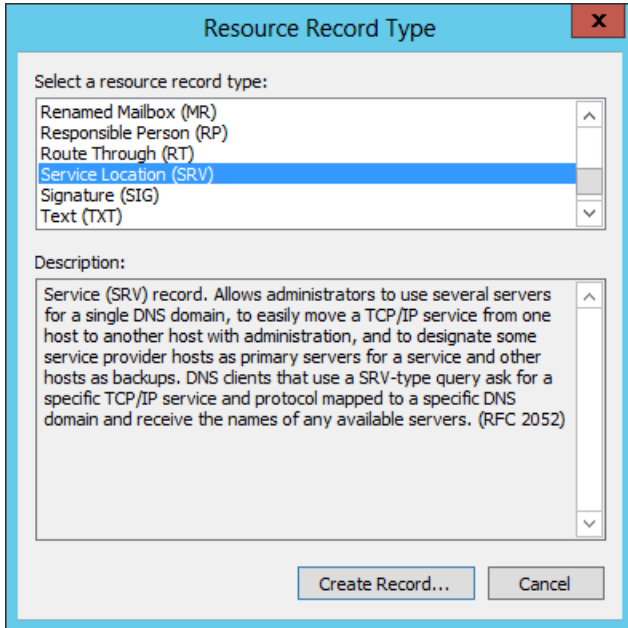 Resource Record Type
x
Select a resource record type:
Renamed Mailbox (MR)
Responsible Person (RP)
Route Through (RT)
Service Location (SRV)
Signature (SIG)
Text (TXT)
Description:
Service (SRV) record. Allows administrators to use several servers
for a single DNS domain, to easily move a TCP/IP service from one
host to another host with administration, and to designate some
service provider hosts as primary servers for a service and other
hosts as backups. DNS clients that use a SRV-type query ask for a
specific TCP/IP service and protocol mapped to a specific DNS
domain and receive the names of any available servers. (RFC 2052)
Create Record... Cancel